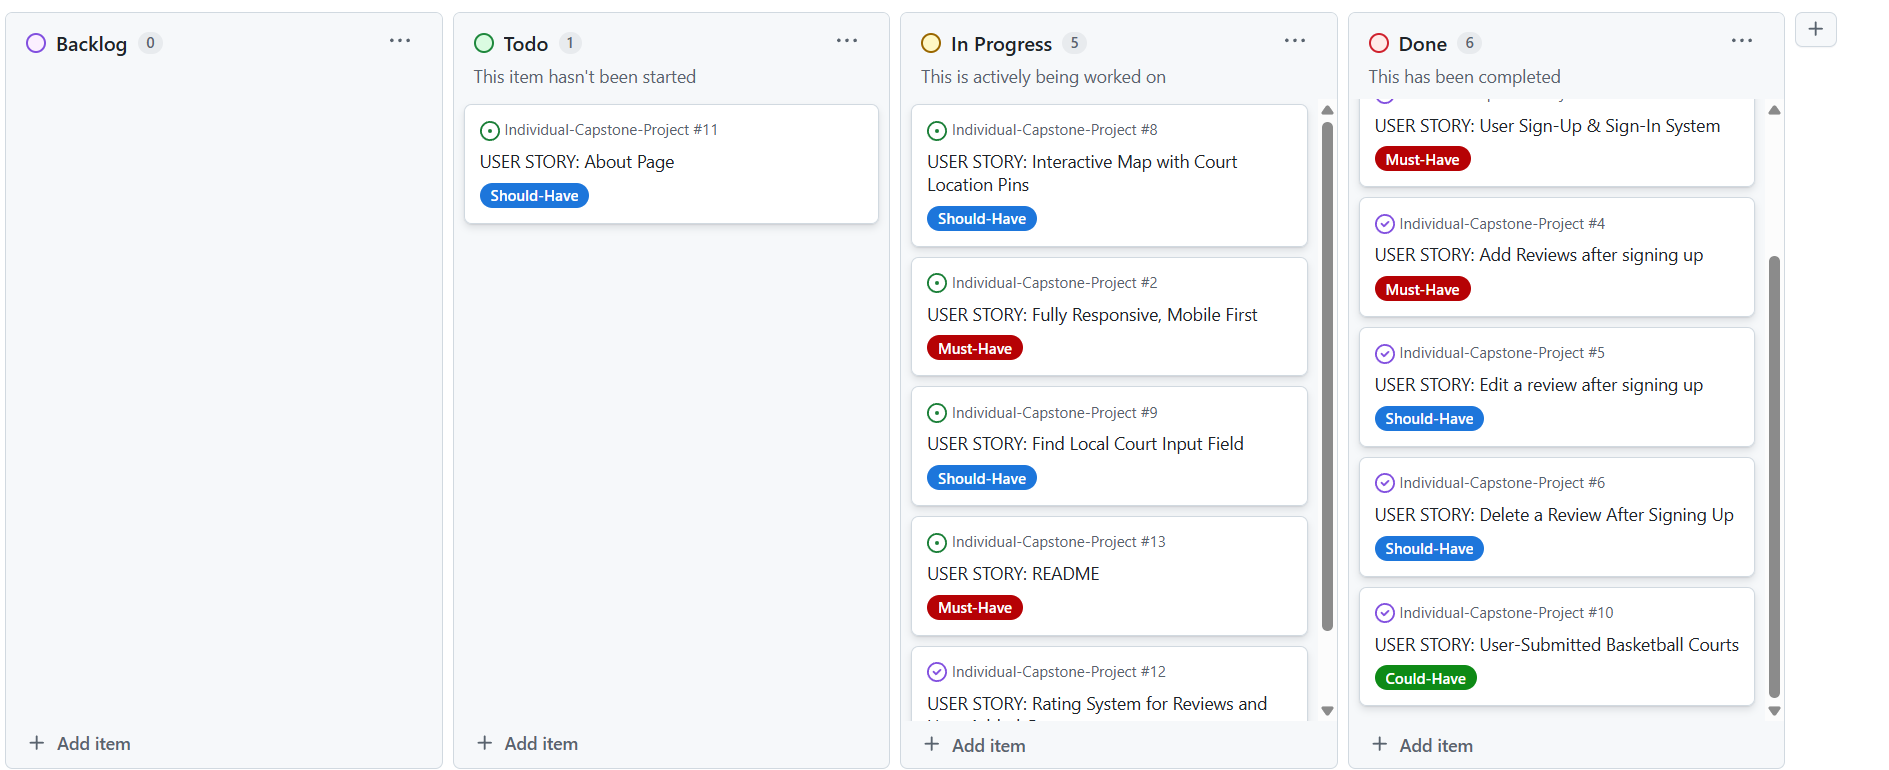 Backlog 0
Todo 1
This item hasn't been started
Individual-Capstone-Project #11
USER STORY: About Page
Should-Have
In Progress 5
This is actively being worked on
Individual-Capstone-Project #8
USER STORY: Interactive Map with Court
Location Pins
Should-Have
Individual-Capstone-Project #2
USER STORY: Fully Responsive, Mobile First
Must-Have
Individual-Capstone-Project #9
USER STORY: Find Local Court Input Field
Should-Have
Individual-Capstone-Project #13
USER STORY: README
Must-Have
Individual-Capstone-Project #12
USER STORY: Rating System for Reviews and
Done 6
This has been completed
USER STORY: User Sign-Up & Sign-In System
Must-Have
Individual-Capstone-Project #4
USER STORY: Add Reviews after signing up
Must-Have
Individual-Capstone-Project #5
USER STORY: Edit a review after signing up
Should-Have
Individual-Capstone-Project #6
USER STORY: Delete a Review After Signing Up
Should-Have
Individual-Capstone-Project #10
USER STORY: User-Submitted Basketball Courts
Could-Have
+ Add item
+ Add item
+ Add item
+ Add item